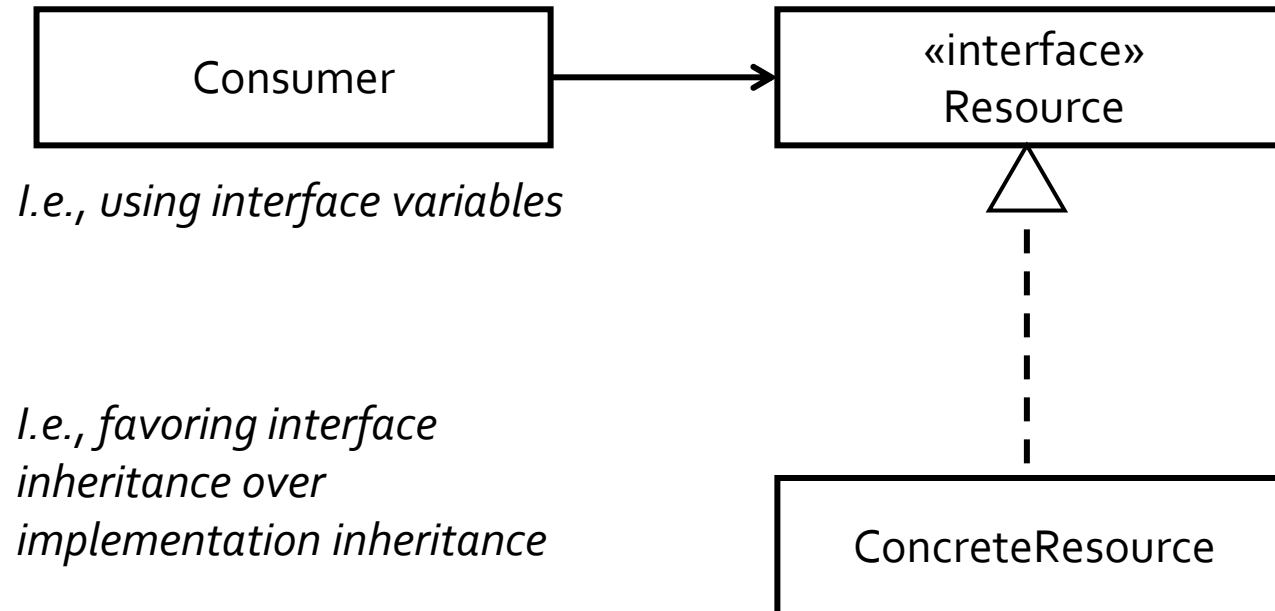 Consumer
«interface»
Resource
I.e., using interface variables
I.e., favoring interface
inheritance over
implementation inheritance
ConcreteResource